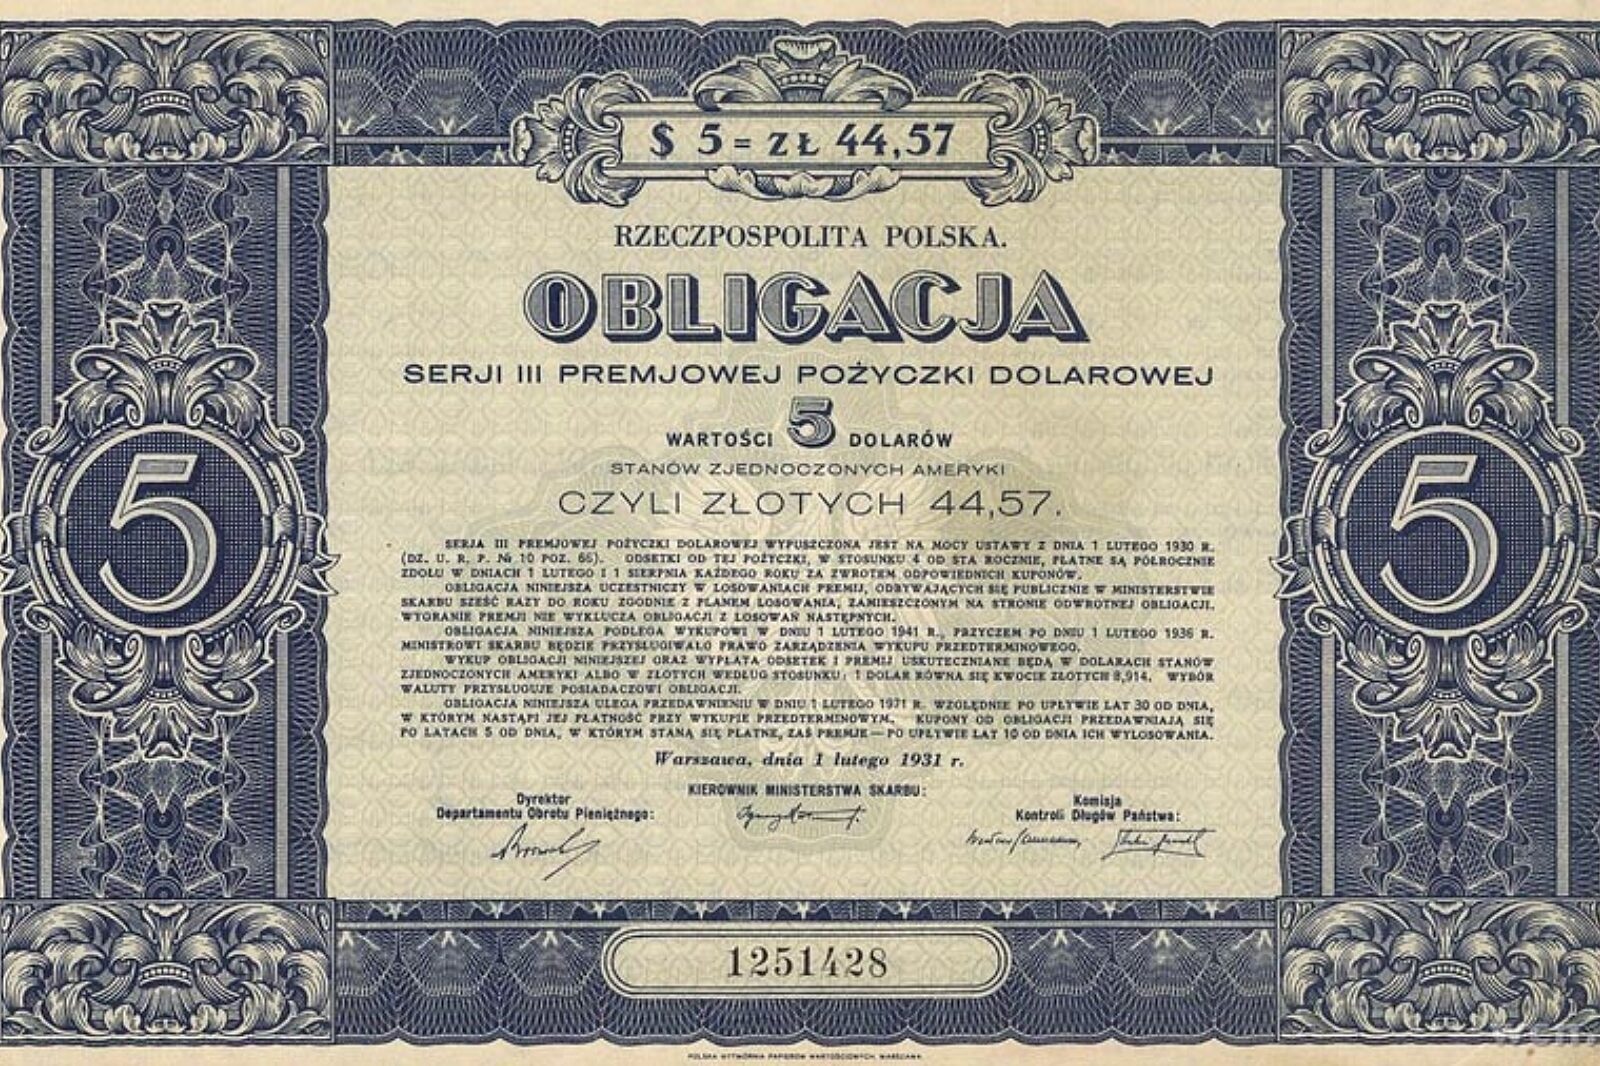 $ 5 = ZŁ 44,57
RZECZPOSPOLITA POLSKA.
OBLIGACJA
SERJI III PREMJOWEJ POŻYCZKI DOLAROWEJ
WARTOŚCI 5 DOLARÓW
STANÓW ZJEDNOCZONYCH AMERYKI
CZYLI ZŁOTYCH 44,57.
5
5
SERJA III PREMJOWEJ POŻYCZKI DOLAROWEJ WYPUSZCZONA JEST NA MOCY USTAWY Z DNIA 1 LUTEGO 1930 R.
(DZ. U. R. P. № 10 POZ. 65). ODSETKI OD TEJ POŻYCZKI, W STOSUNKU 4 OD STA ROCZNIE, PŁATNE SĄ PÓŁROCZNIE
ZDOŁU W DNIACH 1 LUTEGO I 1 SIERPNIA KAŻDEGO ROKU ZA ZWROTEM ODPOWIEDNICH KUPONÓW.
OBLIGACJA NINIEJSZA UCZESTNICZY W LOSOWANIACH PREMIJ, ODBYWAJĄCYCH SIĘ PUBLICZNIE W MINISTERSTWIE
SKARBU SZEŚĆ RAZY DO ROKU ZGODNIE Z PLANEM LOSOWANIA, ZAMIESZCZONYM NA STRONIE ODWROTNEJ OBLIGACJI.
WYGRANIE PREMJI NIE WYKLUCZA OBLIGACJI Z LOSOWAŃ NASTĘPNYCH.
OBLIGACJA NINIEJSZA PODLEGA WYKUPOWI W DNIU 1 LUTEGO 1941 R., PRZYCZEM PO DNIU 1 LUTEGO 1936 R.
MINISTROWI SKARBU BĘDZIE PRZYSŁUGIWAŁO PRAWO ZARZĄDZENIA WYKUPU PRZEDTERMINOWEGO.
WYKUP OBLIGACJI NINIEJSZEJ ORAZ WYPŁATA ODSETEK I PREMIJ USKUTECZNIANE BĘDĄ W DOLARACH STANÓW
ZJEDNOCZONYCH AMERYKI ALBO W ZŁOTYCH WEDŁUG STOSUNKU: 1 DOLAR RÓWNA SIĘ KWOCIE ZŁOTYCH 8,914. WYBÓR
WALUTY PRZYSŁUGUJE POSIADACZOWI OBLIGACJI.
OBLIGACJA NINIEJSZA ULEGA PRZEDAWNIENIU W DNIU 1 LUTEGO 1971 R. WZGLĘDNIE PO UPŁYWIE LAT 30 OD DNIA,
W KTÓRYM NASTĄPI JEJ PŁATNOŚĆ PRZY WYKUPIE PRZEDTERMINOWYM. KUPONY OD OBLIGACJI PRZEDAWNIAJĄ SIĘ
PO LATACH 5 OD DNIA, W KTÓRYM STANĄ SIĘ PŁATNE, ZAŚ PREMJE — PO UPŁYWIE LAT 10 OD DNIA ICH WYLOSOWANIA.
Warszawa, dnia 1 lutego 1931 r.
KIEROWNIK MINISTERSTWA SKARBU:
Dyrektor
Departamentu Obrotu Pieniężnego:
Komisja
Kontroli Długów Państwa:
1251428
POLSKA WYTWÓRNIA PAPIERÓW WARTOŚCIOWYCH, WARSZAWA.